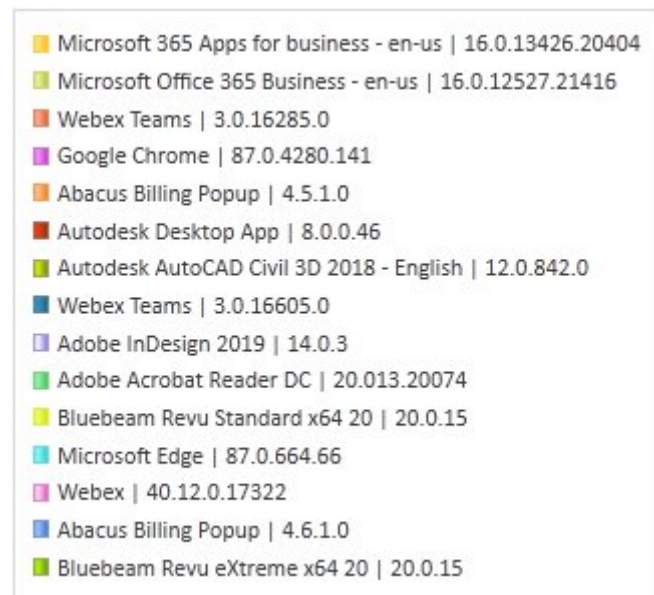 Microsoft 365 Apps for business - en-us | 16.0.13426.20404
Microsoft Office 365 Business - en-us | 16.0.12527.21416
Webex Teams | 3.0.16285.0
Google Chrome | 87.0.4280.141
Abacus Billing Popup | 4.5.1.0
Autodesk Desktop App | 8.0.0.46
Autodesk AutoCAD Civil 3D 2018 - English | 12.0.842.0
Webex Teams | 3.0.16605.0
Adobe InDesign 2019 | 14.0.3
Adobe Acrobat Reader DC | 20.013.20074
Bluebeam Revu Standard x64 20 | 20.0.15
Microsoft Edge | 87.0.664.66
Webex | 40.12.0.17322
Abacus Billing Popup | 4.6.1.0
Bluebeam Revu eXtreme x64 20 | 20.0.15